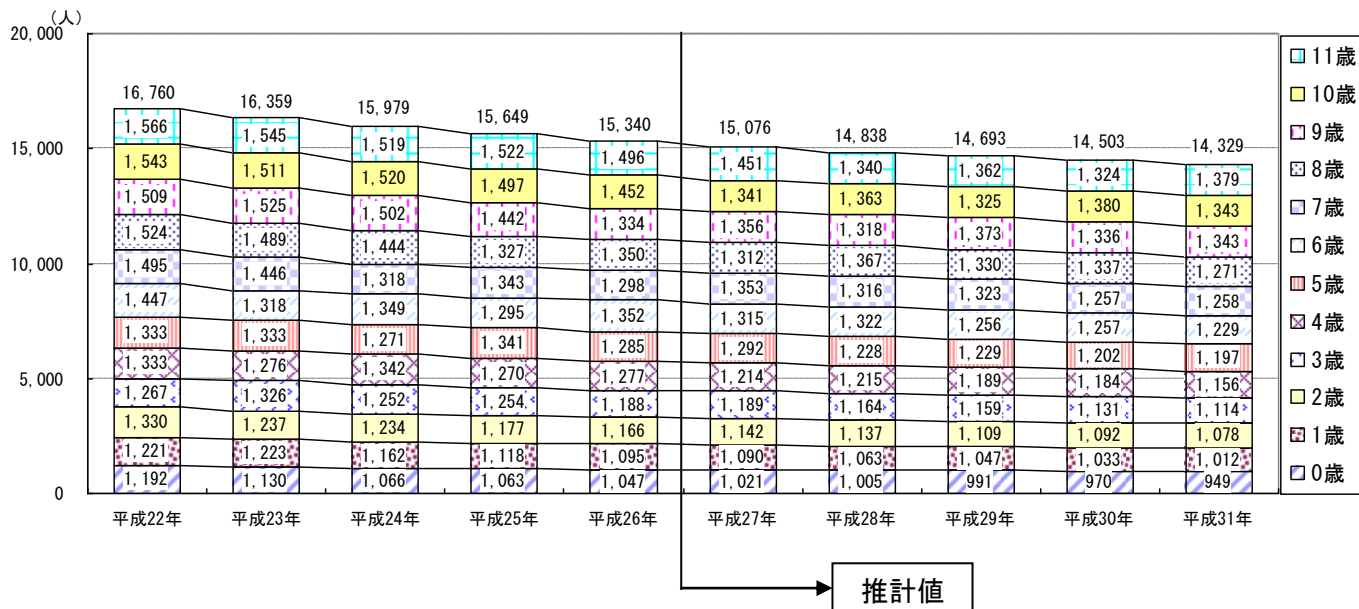 (人)
20,000
15,000
10,000
5,000
0
16,760 16,359 15,979 15,649 15,340 15,076 14,838 14,693 14,503 14,329
1,566 1,545 1,519 1,522 1,496 1,451 1,340 1,362 1,324 1,379
1,543 1,511 1,520 1,497 1,452 1,341 1,363 1,325 1,380 1,343
1,509 1,525 1,502 1,442 1,334 1,356 1,318 1,373 1,336 1,343
1,524 1,489 1,444 1,327 1,350 1,312 1,367 1,330 1,337 1,271
1,495 1,446 1,318 1,343 1,298 1,353 1,316 1,323 1,257 1,258
1,447 1,318 1,349 1,295 1,352 1,315 1,322 1,256 1,257 1,229
1,333 1,333 1,271 1,341 1,285 1,292 1,228 1,229 1,202 1,197
1,333 1,276 1,342 1,270 1,277 1,214 1,215 1,189 1,184 1,156
1,267 1,326 1,252 1,254 1,188 1,189 1,164 1,159 1,131 1,114
1,330 1,237 1,234 1,177 1,166 1,142 1,137 1,109 1,092 1,078
1,221 1,223 1,162 1,118 1,095 1,090 1,063 1,047 1,033 1,012
1,192 1,130 1,066 1,063 1,047 1,021 1,005 991 970 949
平成22年 平成23年 平成24年 平成25年 平成26年 平成27年 平成28年 平成29年 平成30年 平成31年
11歳
10歳
9歳
8歳
7歳
6歳
5歳
4歳
3歳
2歳
1歳
0歳
推計値